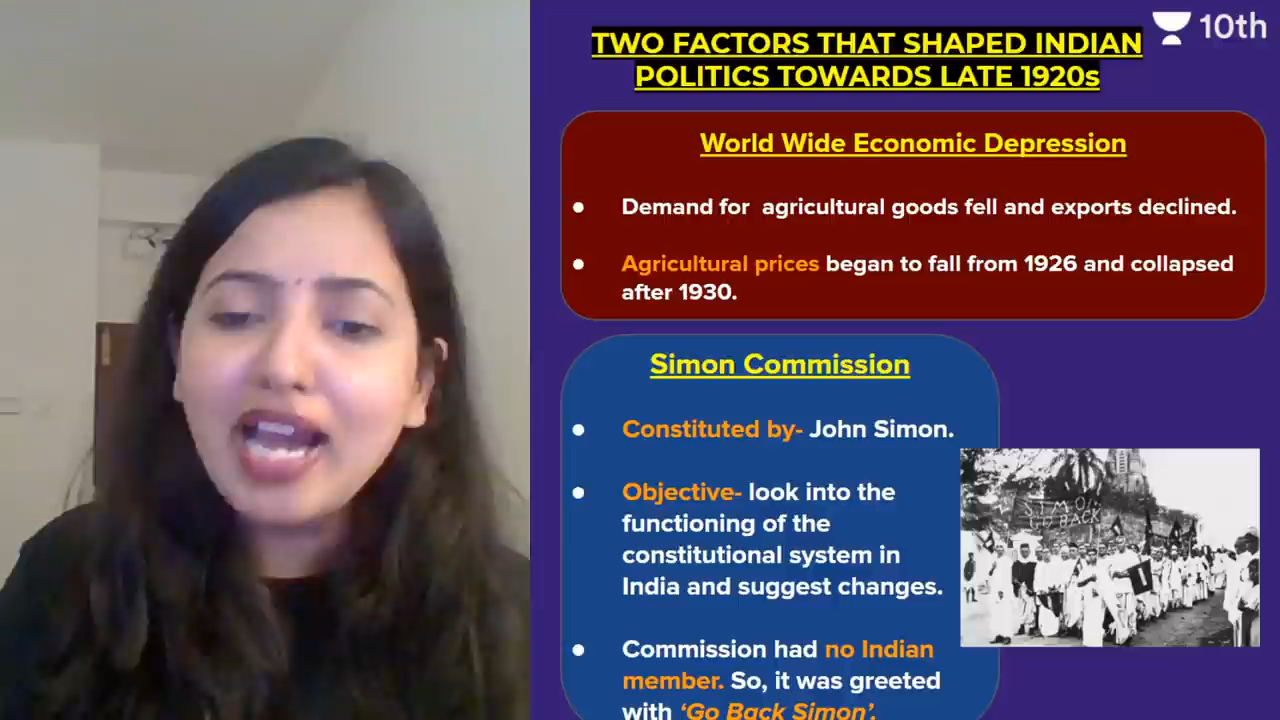 TWO FACTORS THAT SHAPED INDIAN
POLITICS TOWARDS LATE 1920s
10th
World Wide Economic Depression
● Demand for agricultural goods fell and exports declined.
● Agricultural prices began to fall from 1926 and collapsed
after 1930.
Simon Commission
● Constituted by- John Simon.
● Objective- look into the
functioning of the
constitutional system in
India and suggest changes.
● Commission had no Indian
member. So, it was greeted
with ‘Go Back Simon’.
SIMON
GO BACK